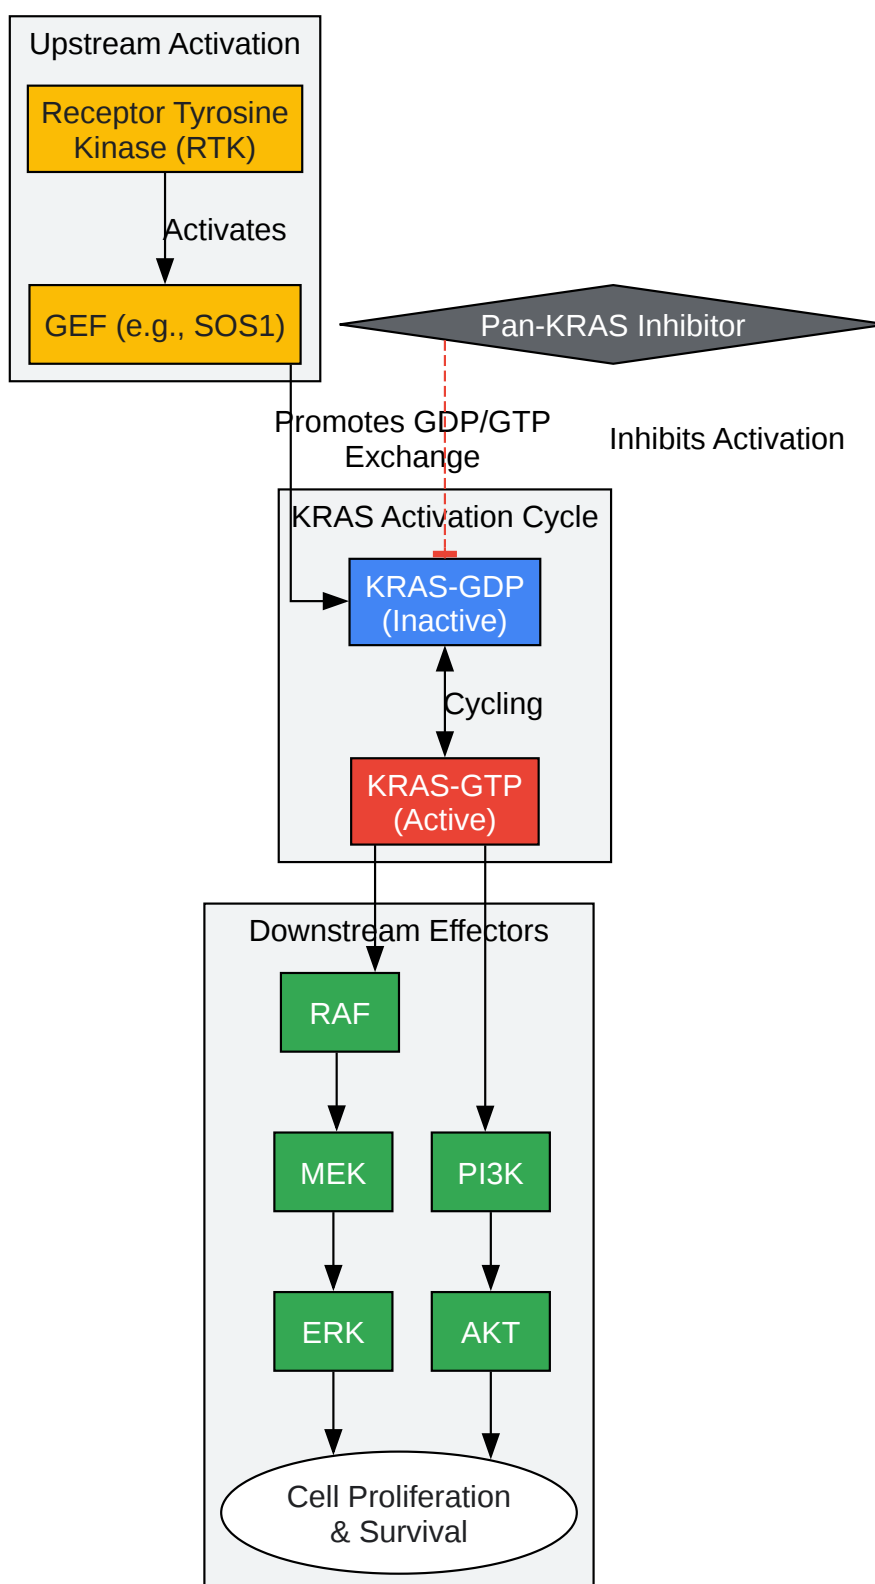 Upstream Activation
Receptor Tyrosine
Kinase (RTK)
Activates
GEF (e.g., SOS1)
Pan-KRAS Inhibitor
Promotes GDP/GTP
Exchange
Inhibits Activation
KRAS Activation Cycle
KRAS-GDP
(Inactive)
Cycling
KRAS-GTP
(Active)
Downstream Effectors
RAF
MEK
PI3K
ERK
AKT
Cell Proliferation
& Survival